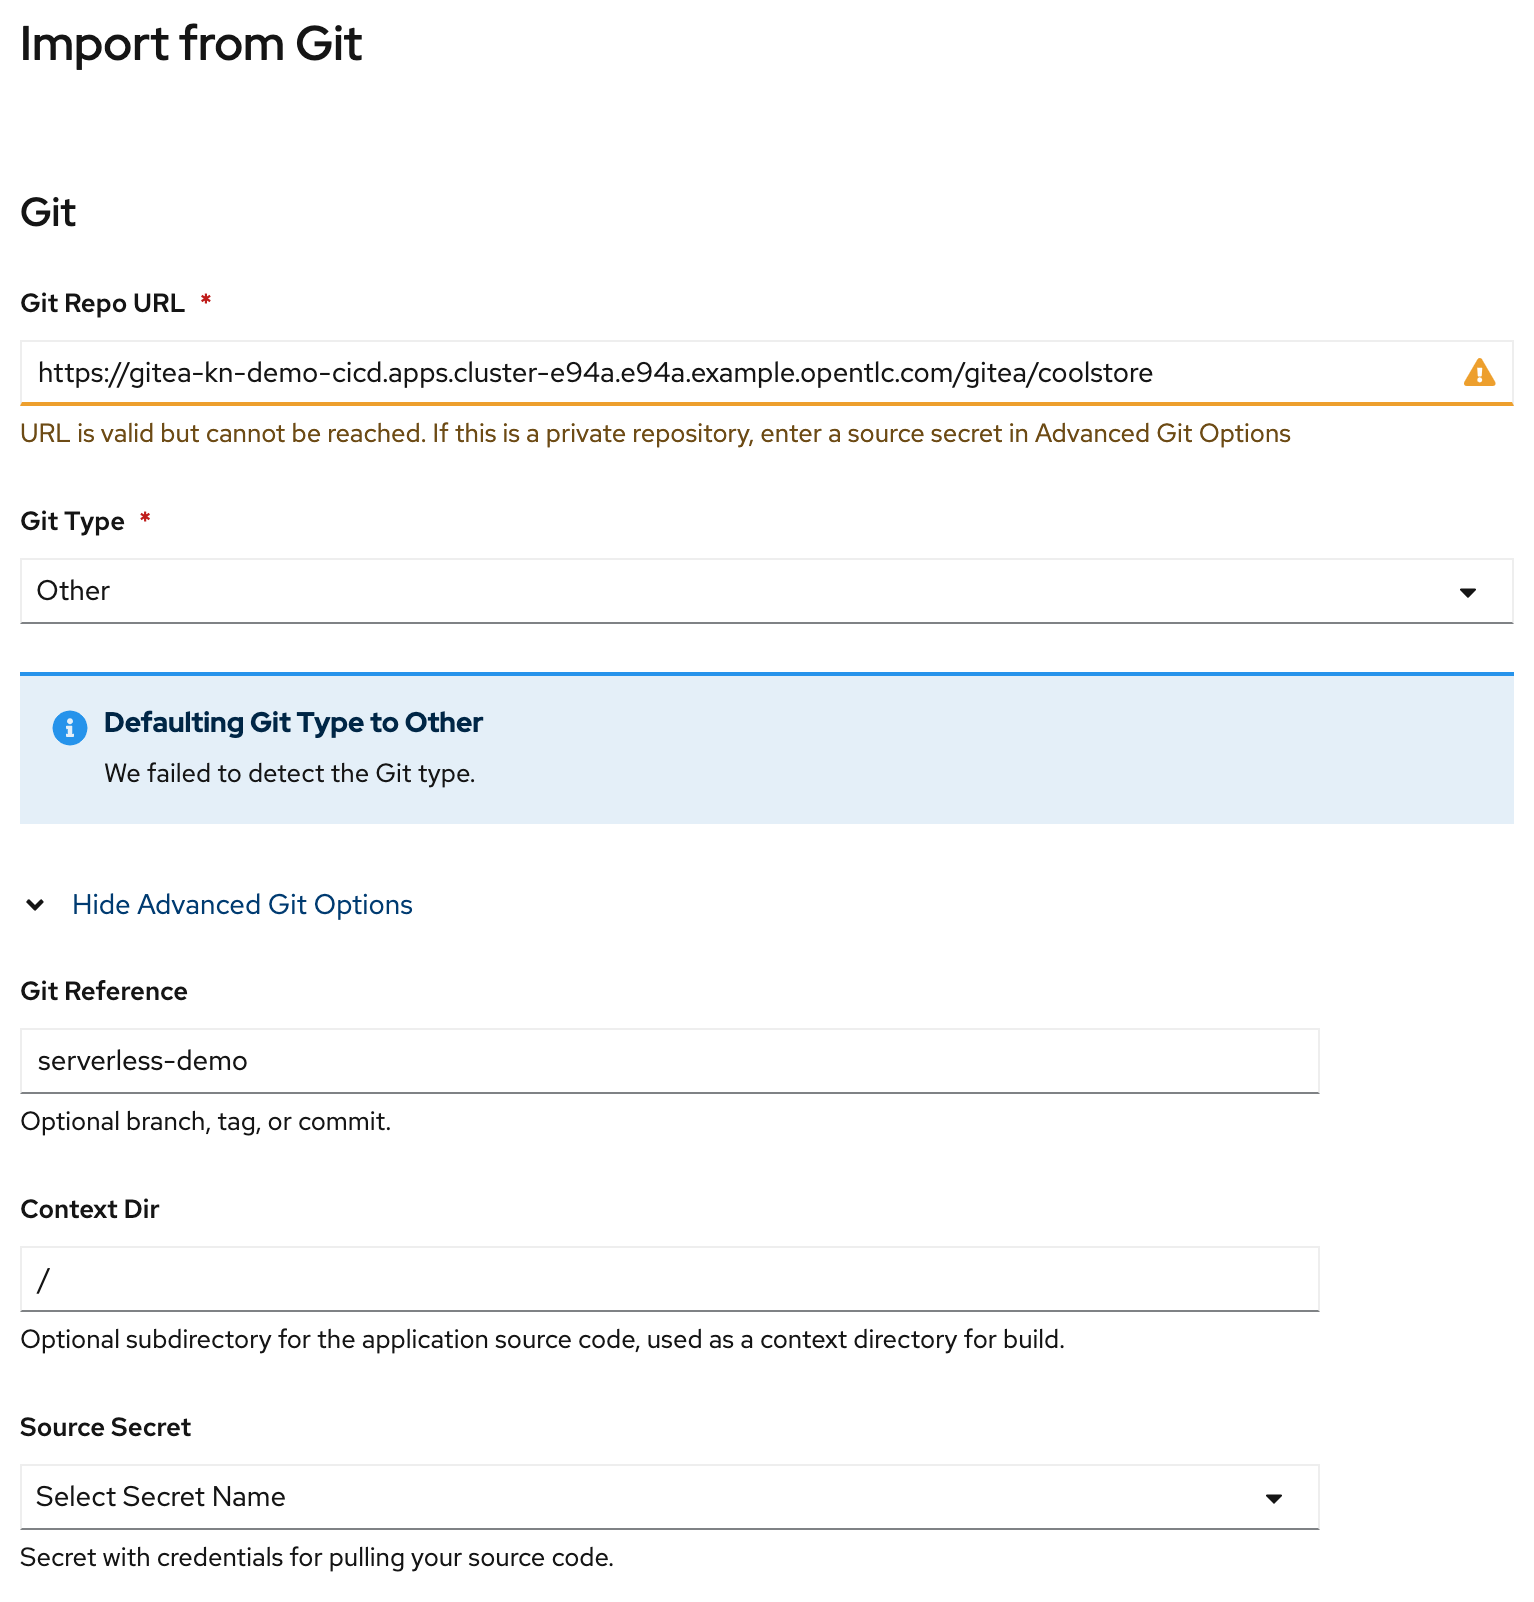 Import from Git
Git
Git Repo URL *
https://gitea-kn-demo-cicd.apps.cluster-e94a.e94a.example.opentlc.com/gitea/coolstore
URL is valid but cannot be reached. If this is a private repository, enter a source secret in Advanced Git Options
Git Type *
Other
Defaulting Git Type to Other
We failed to detect the Git type.
Hide Advanced Git Options
Git Reference
serverless-demo
Optional branch, tag, or commit.
Context Dir
/
Optional subdirectory for the application source code, used as a context directory for build.
Source Secret
Select Secret Name
Secret with credentials for pulling your source code.